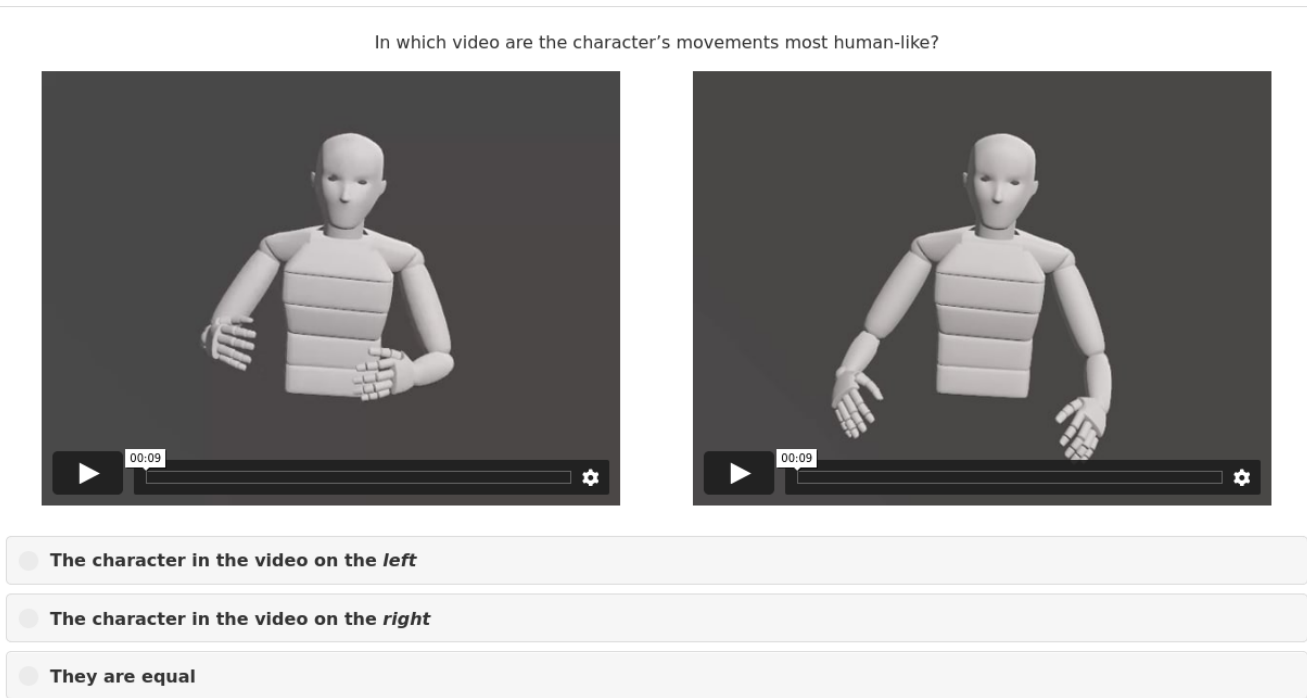 In which video are the character’s movements most human-like?
00:09
00:09
The character in the video on the left
The character in the video on the right
They are equal